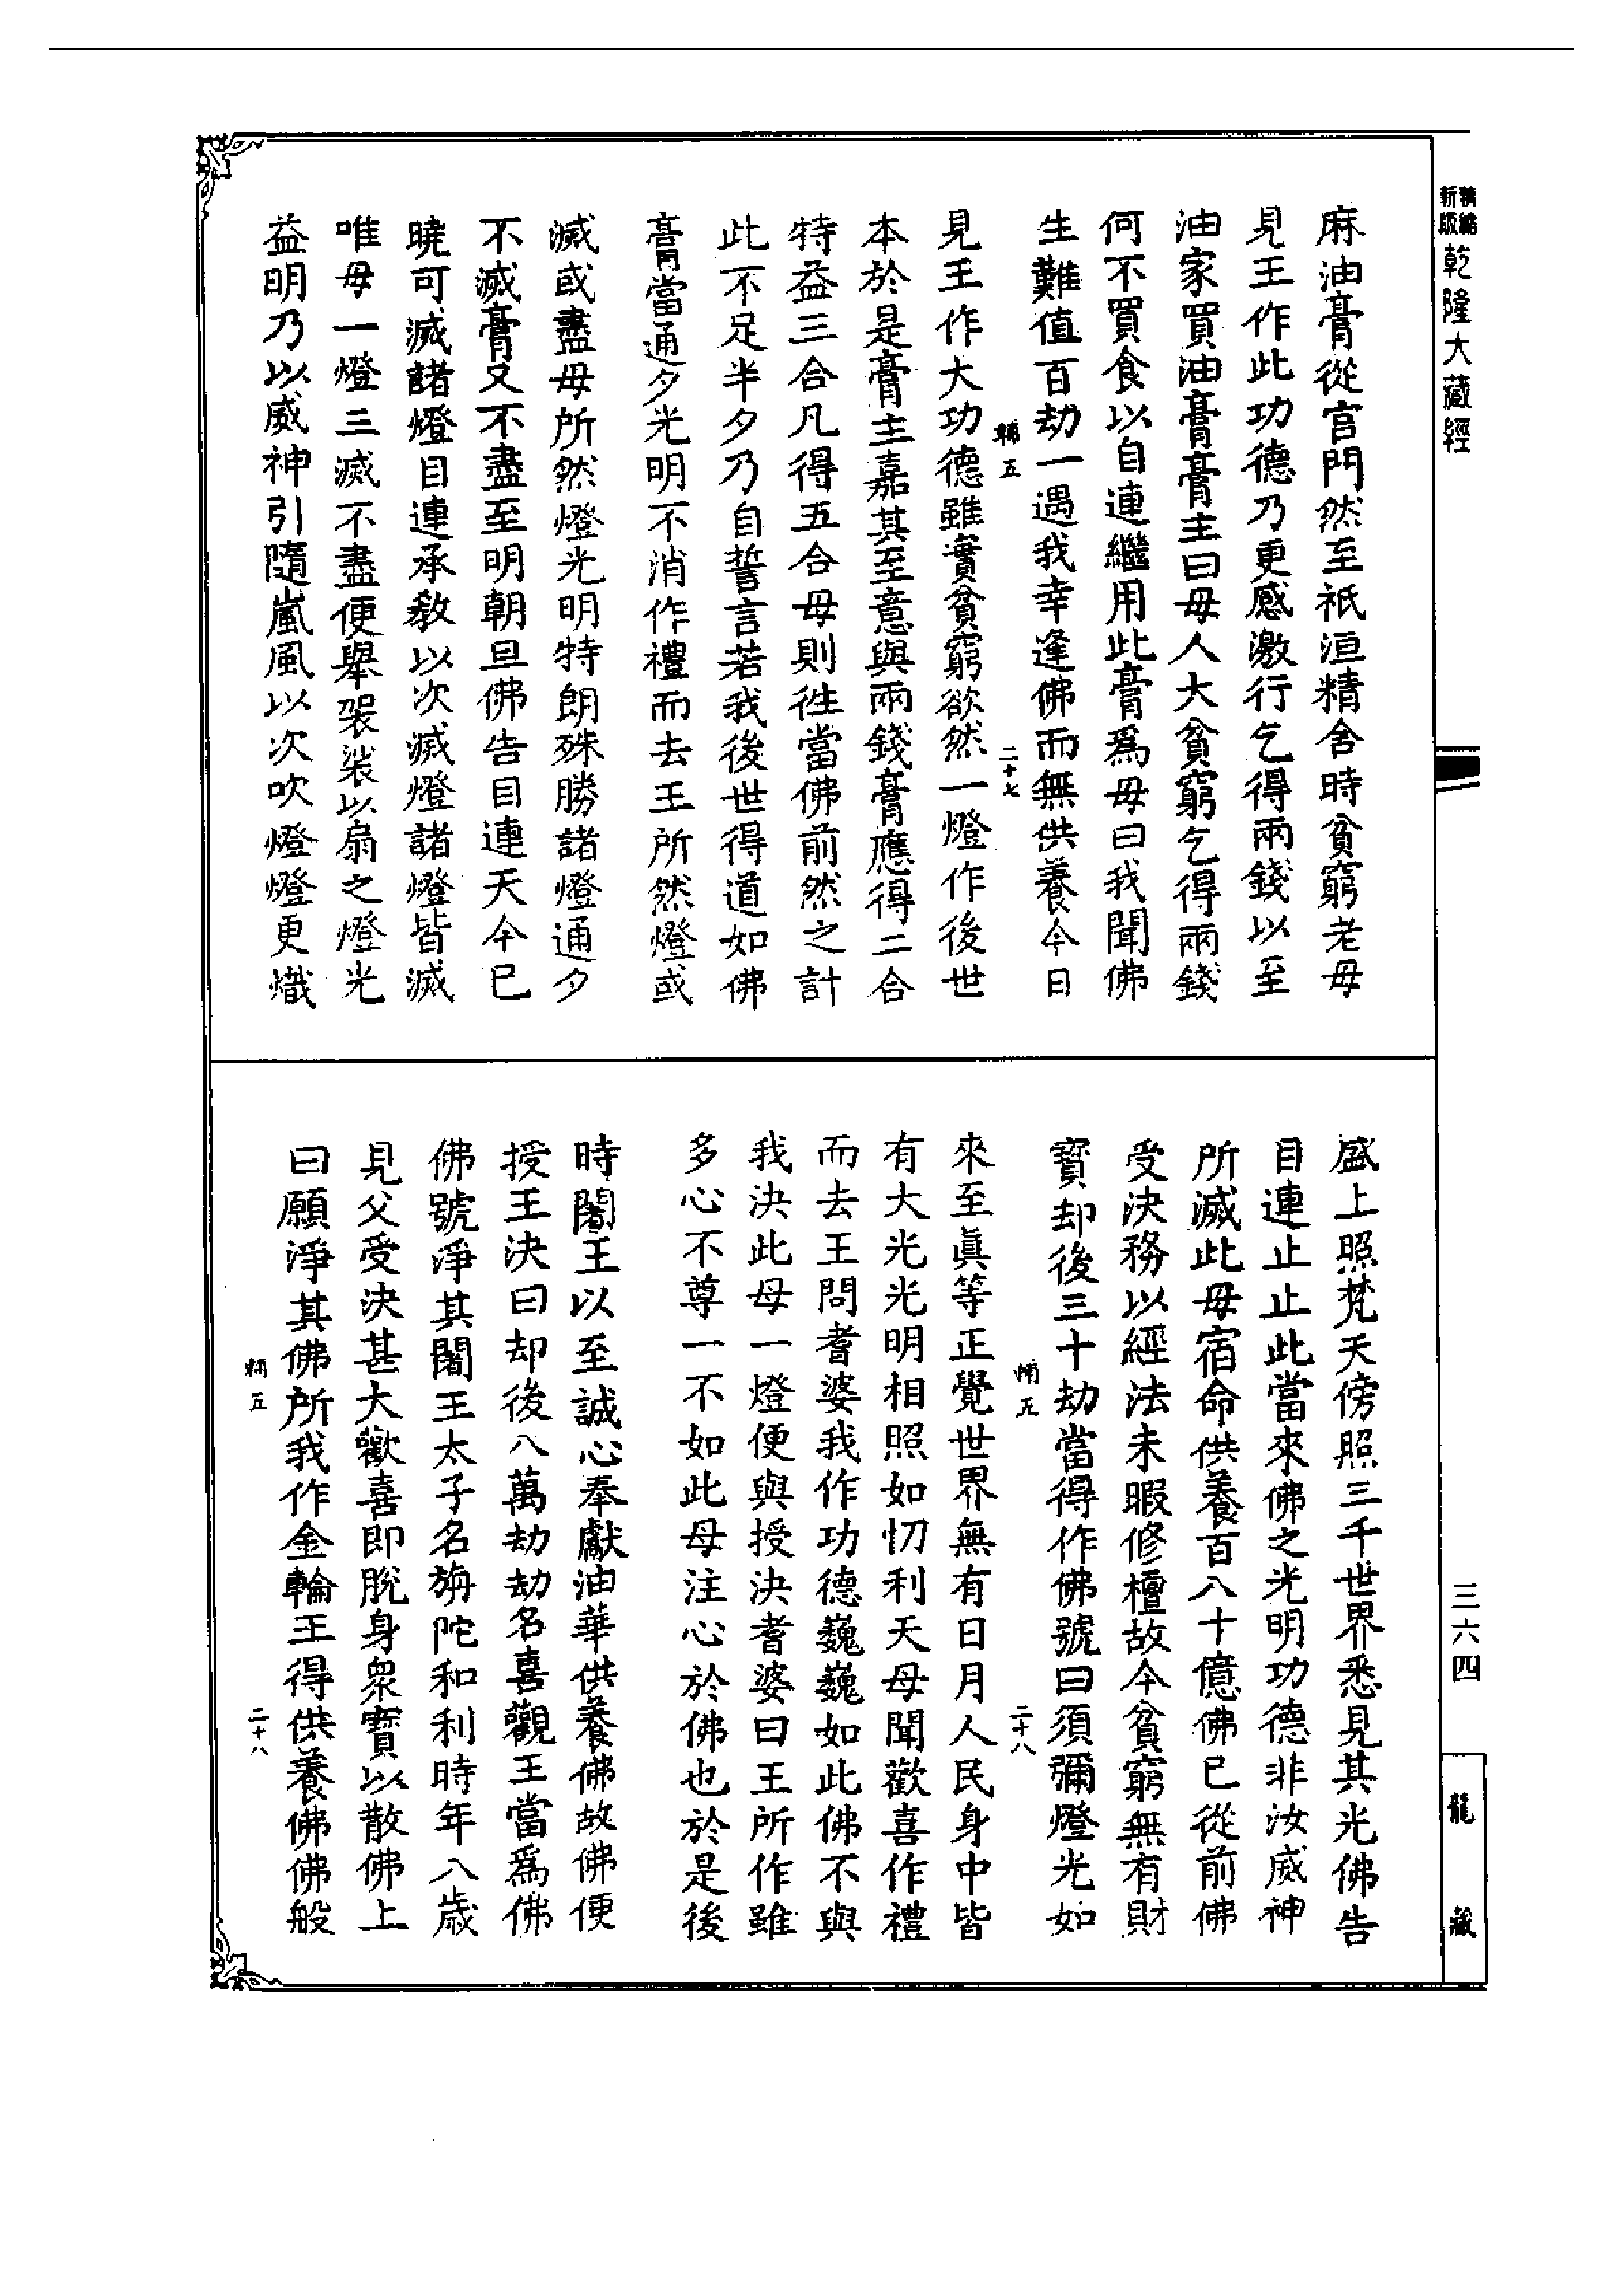 精縮
新版
乾隆大藏經
三六四
龍藏
麻油膏從宮門然至祇洹精舍時貧窮老母
見王作此功德乃更感激行乞乞得兩錢以至
油家買油膏膏主曰母人大貧窮乞得兩錢
何不買食以自連繼用此膏爲母曰我聞佛
生難值百劫一遇我幸逢佛而無供養今日
輔五
二十七
見王作大功德雖實貧窮欲然一燈作後世
本於是膏主嘉其至意與兩錢膏應得二合
特益三合凡得五合母則徃當佛前然之計
此不足半夕乃自誓言若我後世得道如佛
膏當通夕光明不消作禮而去王所然燈或
滅或盡母所然燈光明特朗殊勝諸燈通夕
不滅膏又不盡至明朝旦佛告目連天今已
曉可滅諸燈目連承教以次滅燈諸燈皆滅
唯母一燈三滅不盡便舉袈裟以扇之燈光
益明乃以威神引隨嵐風以次吹燈燈更熾
盛上照梵天傍照三千世界悉見其光佛告
目連止止此當來佛之光明功德非汝威神
所滅此母宿命供養百八十億佛已從前佛
受決務以經法未暇修檀故今貧窮無有財
寶却後三十劫當得作佛號曰須彌燈光如
輔五
二十八
來至眞等正覺世界無有日月人民身中皆
有大光光明相照如忉利天母聞歡喜作禮
而去王問耆婆我作功德巍巍如此佛不與
我決此母一燈便與授決耆婆曰王所作雖
多心不尊一不如此母注心於佛也於是後
時闍王以至誠心奉獻油華供養佛故佛便
授王決曰却後八萬劫劫名喜觀王當爲佛
佛號淨其闍王太子名旃陀和利時年八歲
見父受決甚大歡喜即脫身衆寶以散佛上
曰願淨其佛所我作金輪王得供養佛佛般
輔五
二十八